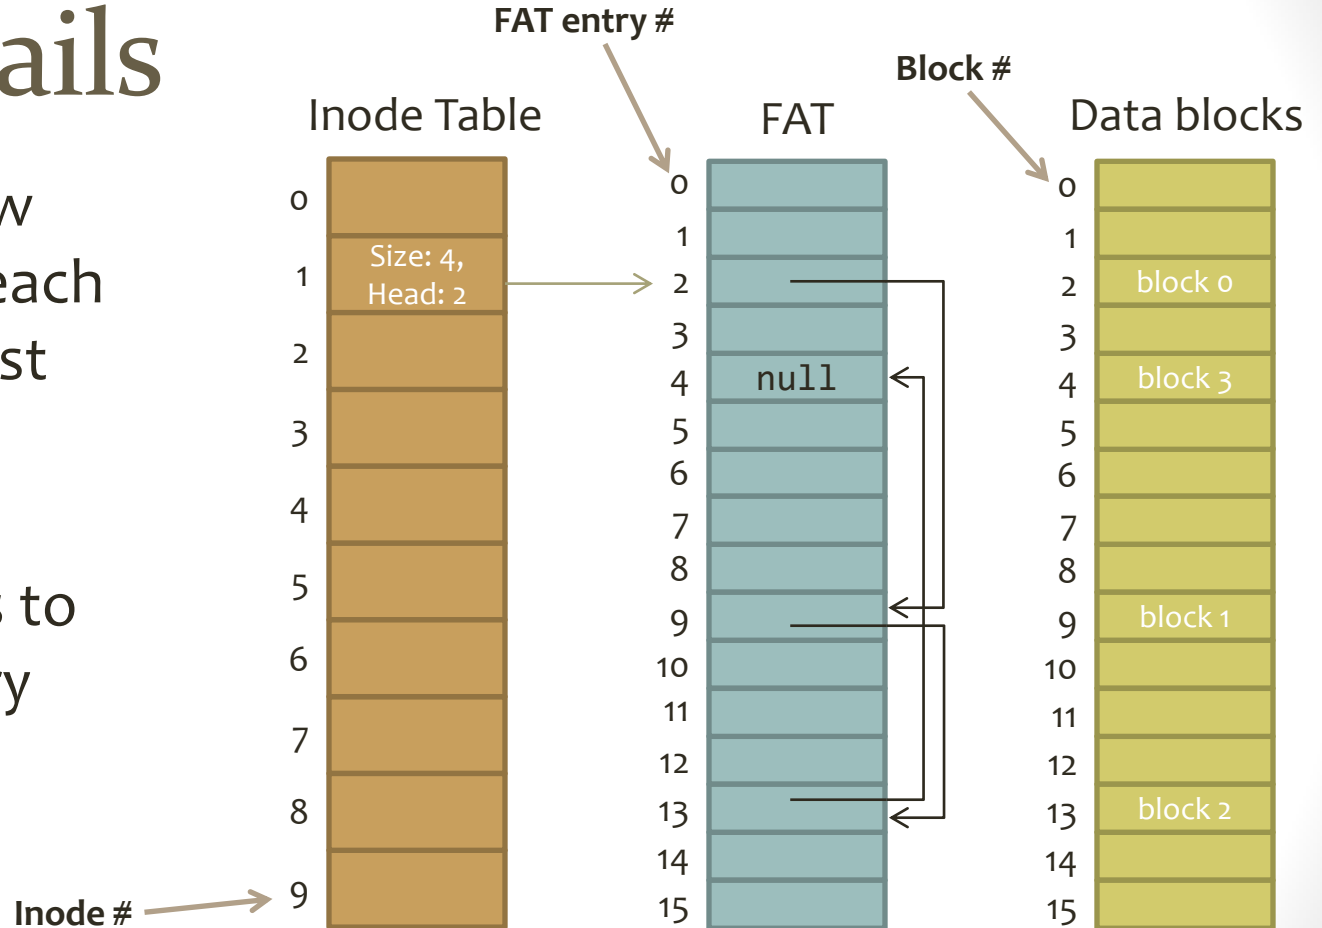 ails
w
each
st
s to
ry
FAT entry #
Block #
Inode Table
FAT
Data blocks
0
1
2
3
4
5
6
7
8
9
Size: 4,
Head: 2
Inode #
0
1
2
3
4
5
6
7
8
9
10
11
12
13
14
15
null
0
1
2
3
4
5
6
7
8
9
10
11
12
13
14
15
block 0
block 3
block 1
block 2